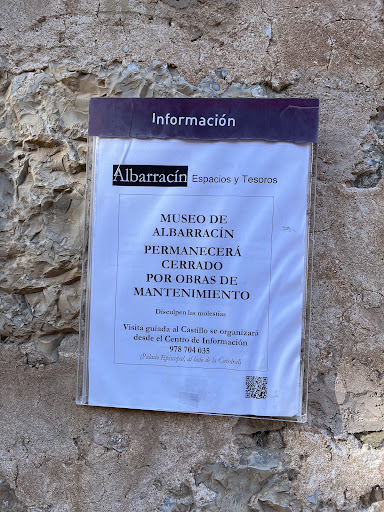 Información
Albarracín Espacios y Tesoros
MUSEO DE
ALBARRACÍN
PERMANECERÁ
CERRADO
POR OBRAS DE
MANTENIMIENTO
Disculpen las molestias
Visita guiada al Castillo se organizará
desde el Centro de Información
978 704 035
(Palacio Episcopal, al lado de la Catedral)